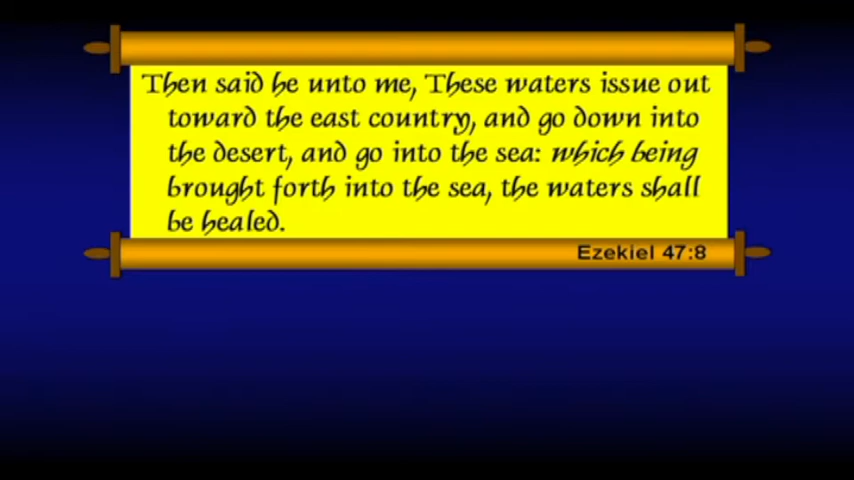 Then said he unto me, These waters issue out
toward the east country, and go down into
the desert, and go into the sea: which being
brought forth into the sea, the waters shall
be healed.
Ezekiel 47:8